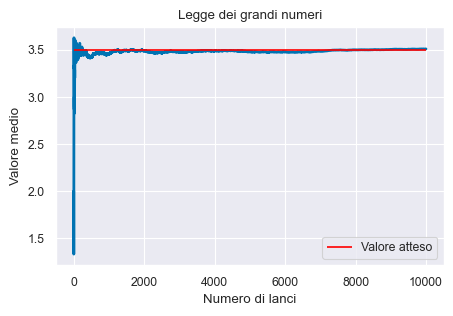 Legge dei grandi numeri
3.5
3.0
2.5
2.0
1.5
Valore medio
0
2000
4000
6000
8000
10000
Numero di lanci
Valore atteso